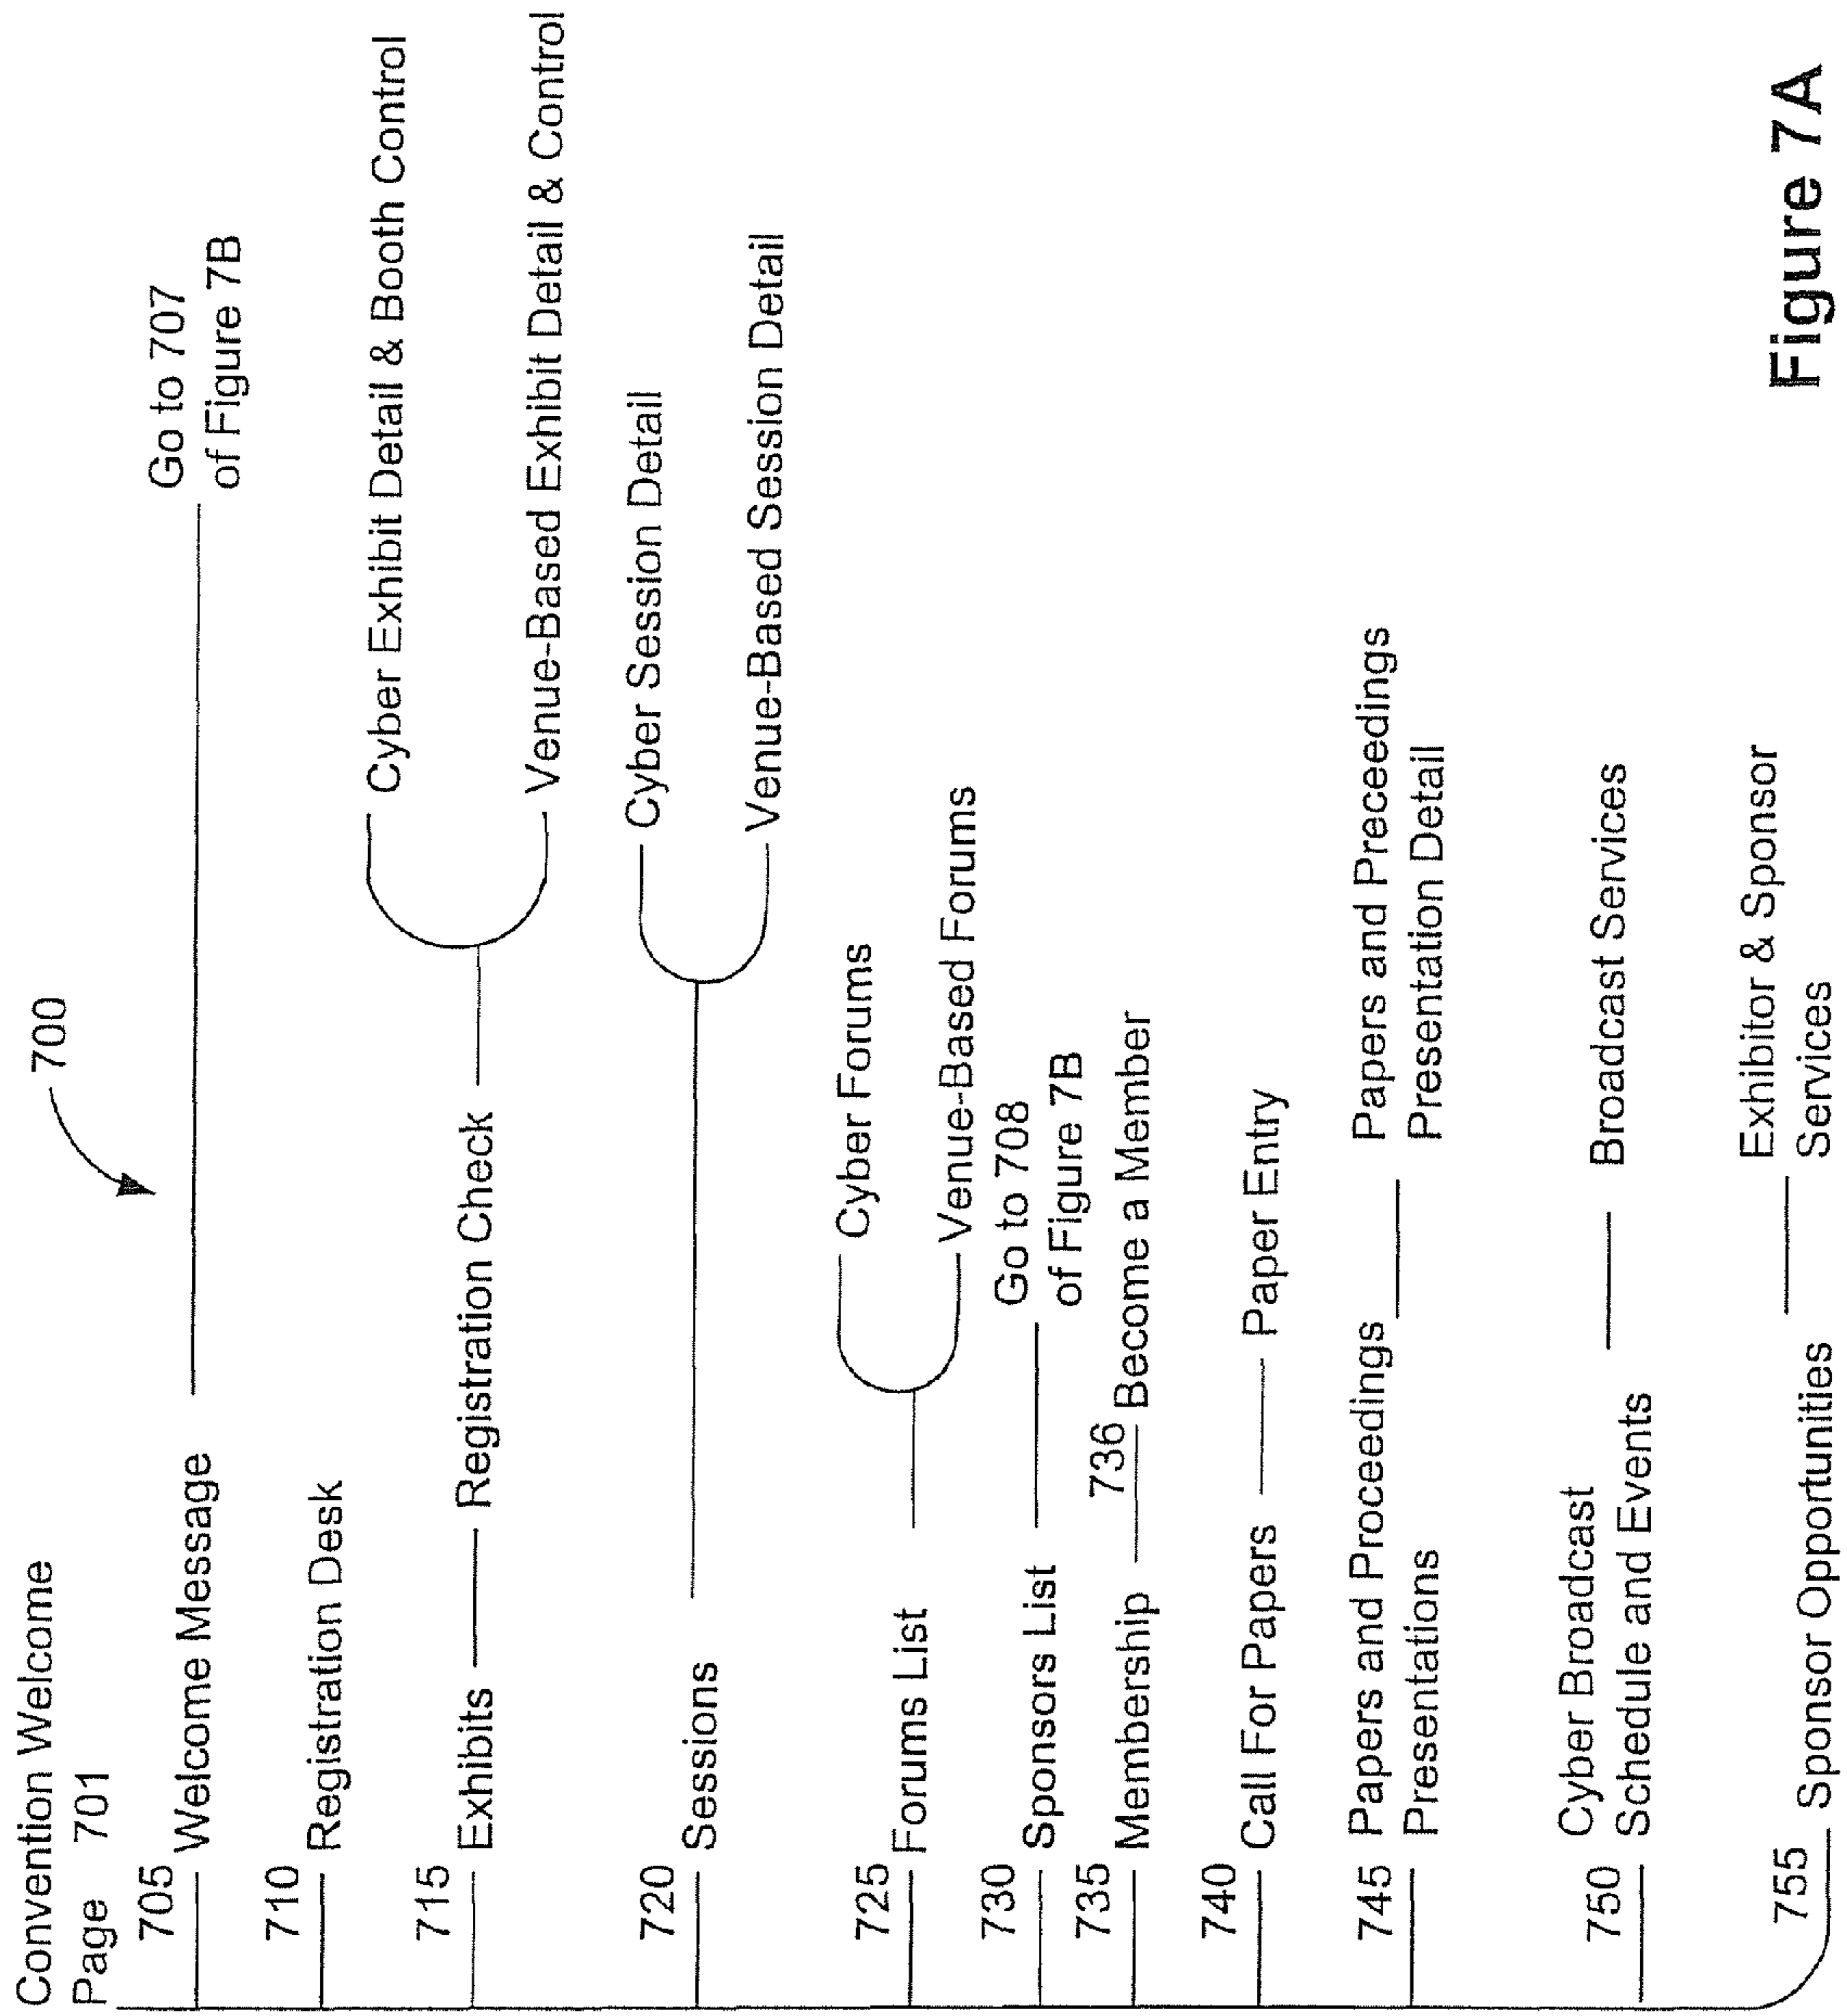 Convention Welcome
Page 701
700
705
Welcome Message
Go to 707
of Figure 7B
710
Registration Desk
715
Exhibits
Registration Check
Cyber Exhibit Detail & Booth Control
Venue-Based Exhibit Detail & Control
720
Sessions
Cyber Session Detail
Venue-Based Session Detail
725
Forums List
Cyber Forums
Venue-Based Forums
730
Sponsors List
Go to 708
of Figure 7B
735
Membership
736
Become a Member
740
Call For Papers
Paper Entry
745
Papers and Proceedings
Presentations
Papers and Preceedings
Presentation Detail
750
Cyber Broadcast
Schedule and Events
Broadcast Services
755
Sponsor Opportunities
Exhibitor & Sponsor
Services
Figure 7A